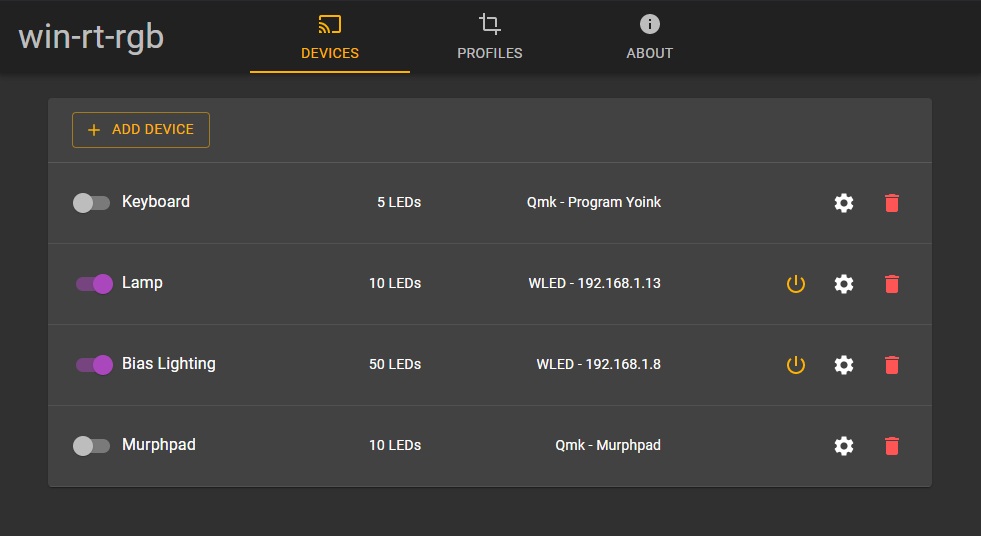 win-rt-rgb
DEVICES
PROFILES
ABOUT
+ ADD DEVICE
Keyboard 5 LEDs Qmk - Program Yoink
Lamp 10 LEDs WLED - 192.168.1.13
Bias Lighting 50 LEDs WLED - 192.168.1.8
Murphpad 10 LEDs Qmk - Murphpad